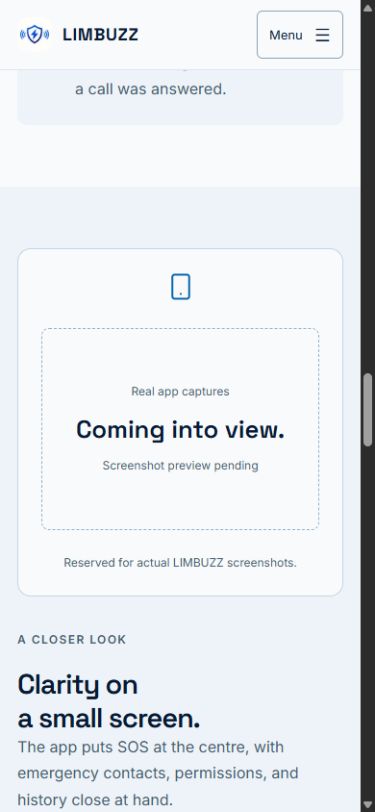 LIMBUZZ
Menu
a call was answered.
Real app captures
Coming into view.
Screenshot preview pending
Reserved for actual LIMBUZZ screenshots.
A CLOSER LOOK
Clarity on
a small screen.
The app puts SOS at the centre, with
emergency contacts, permissions, and
history close at hand.